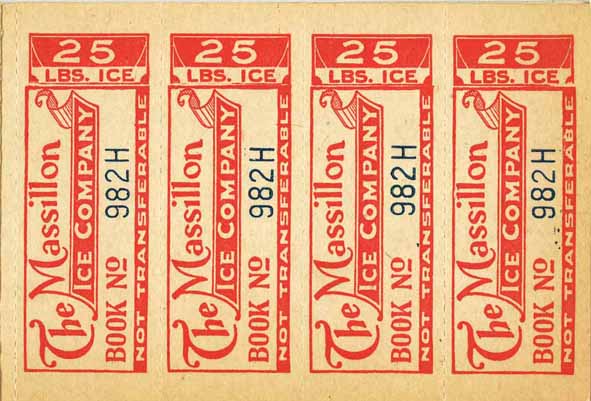 25
LBS. ICE
The Massillon
ICE COMPANY
BOOK Nº 982H
NOT TRANSFERABLE
25
LBS. ICE
The Massillon
ICE COMPANY
BOOK Nº 982H
NOT TRANSFERABLE
25
LBS. ICE
The Massillon
ICE COMPANY
BOOK Nº 982H
NOT TRANSFERABLE
25
LBS. ICE
The Massillon
ICE COMPANY
BOOK Nº 982H
NOT TRANSFERABLE